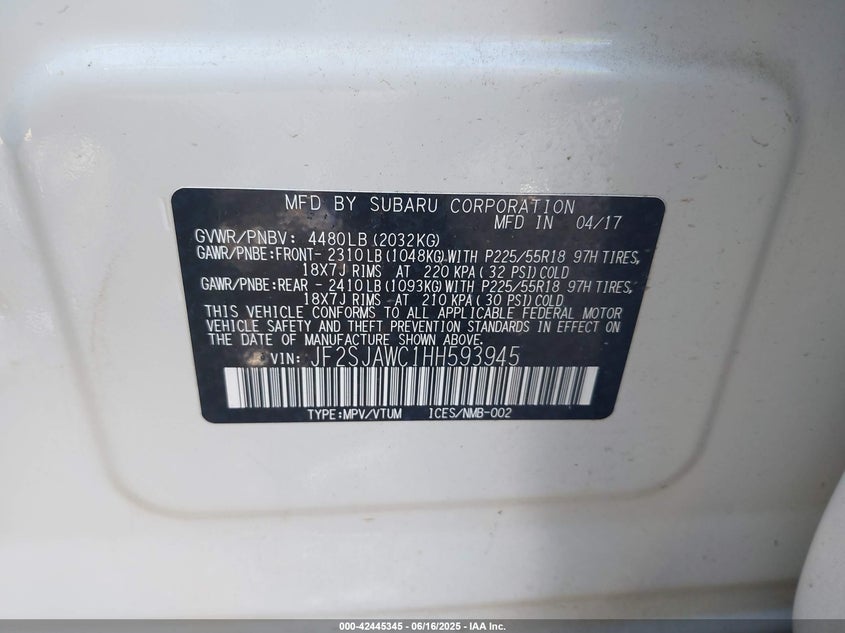 MFD BY SUBARU CORPORATION
MFD IN 04/17
GVWR/PNBV: 4480LB(2032KG)
GAWR/PNBE:FRONT- 2310LB(1048KG)WITH P225/55R18 97H TIRES,
18X7J RIMS AT 220 KPA( 32 PSI)COLD
GAWR/PNBE:REAR - 2410LB(1093KG)WITH P225/55R18 97H TIRES,
18X7J RIMS AT 210 KPA( 30 PSI)COLD
THIS VEHICLE CONFORMS TO ALL APPLICABLE FEDERAL MOTOR
VEHICLE SAFETY AND THEFT PREVENTION STANDARDS IN EFFECT ON
THE DATE OF MANUFACTURE SHOWN ABOVE.
VIN: JF2SJAWC1HH593945
TYPE:MPV/VTUM ICES/NMB-002
000-42445345 - 06/16/2025 - IAA Inc.